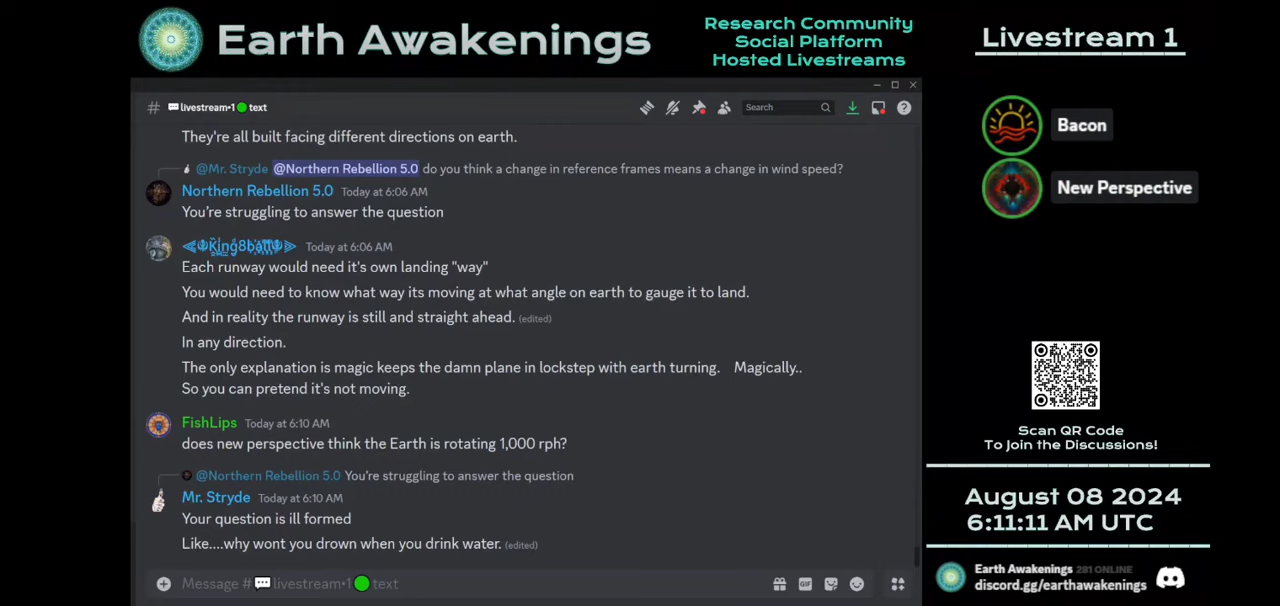 Earth Awakenings
Research Community
Social Platform
Hosted Livestreams
Livestream 1
# livestream•1 text
Search
They're all built facing different directions on earth.
@Mr. Stryde @Northern Rebellion 5.0 do you think a change in reference frames means a change in wind speed?
Northern Rebellion 5.0 Today at 6:06 AM
You're struggling to answer the question
King8ball Today at 6:06 AM
Each runway would need it's own landing "way"
You would need to know what way its moving at what angle on earth to gauge it to land.
And in reality the runway is still and straight ahead. (edited)
In any direction.
The only explanation is magic keeps the damn plane in lockstep with earth turning. Magically..
So you can pretend it's not moving.
FishLips Today at 6:10 AM
does new perspective think the Earth is rotating 1,000 rph?
@Northern Rebellion 5.0 You're struggling to answer the question
Mr. Stryde Today at 6:10 AM
Your question is ill formed
Like....why wont you drown when you drink water. (edited)
Message # livestream•1 text
GIF
Bacon
New Perspective
Scan QR Code
To Join the Discussions!
August 08 2024
6:11:11 AM UTC
Earth Awakenings 281 ONLINE
discord.gg/earthawakenings